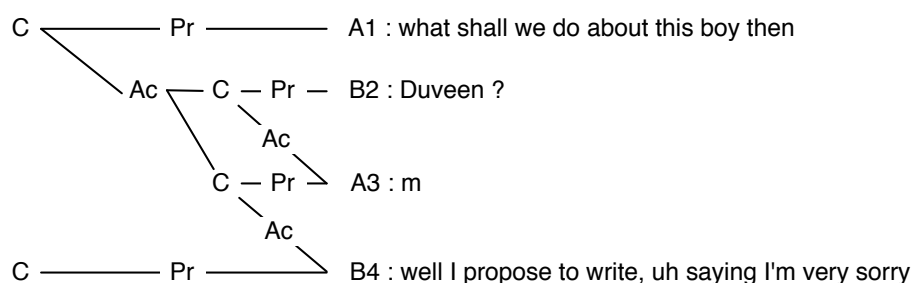 C Pr A1 : what shall we do about this boy then
Ac C Pr B2 : Duveen ?
Ac
C Pr A3 : m
Ac
C Pr B4 : well I propose to write, uh saying I'm very sorry